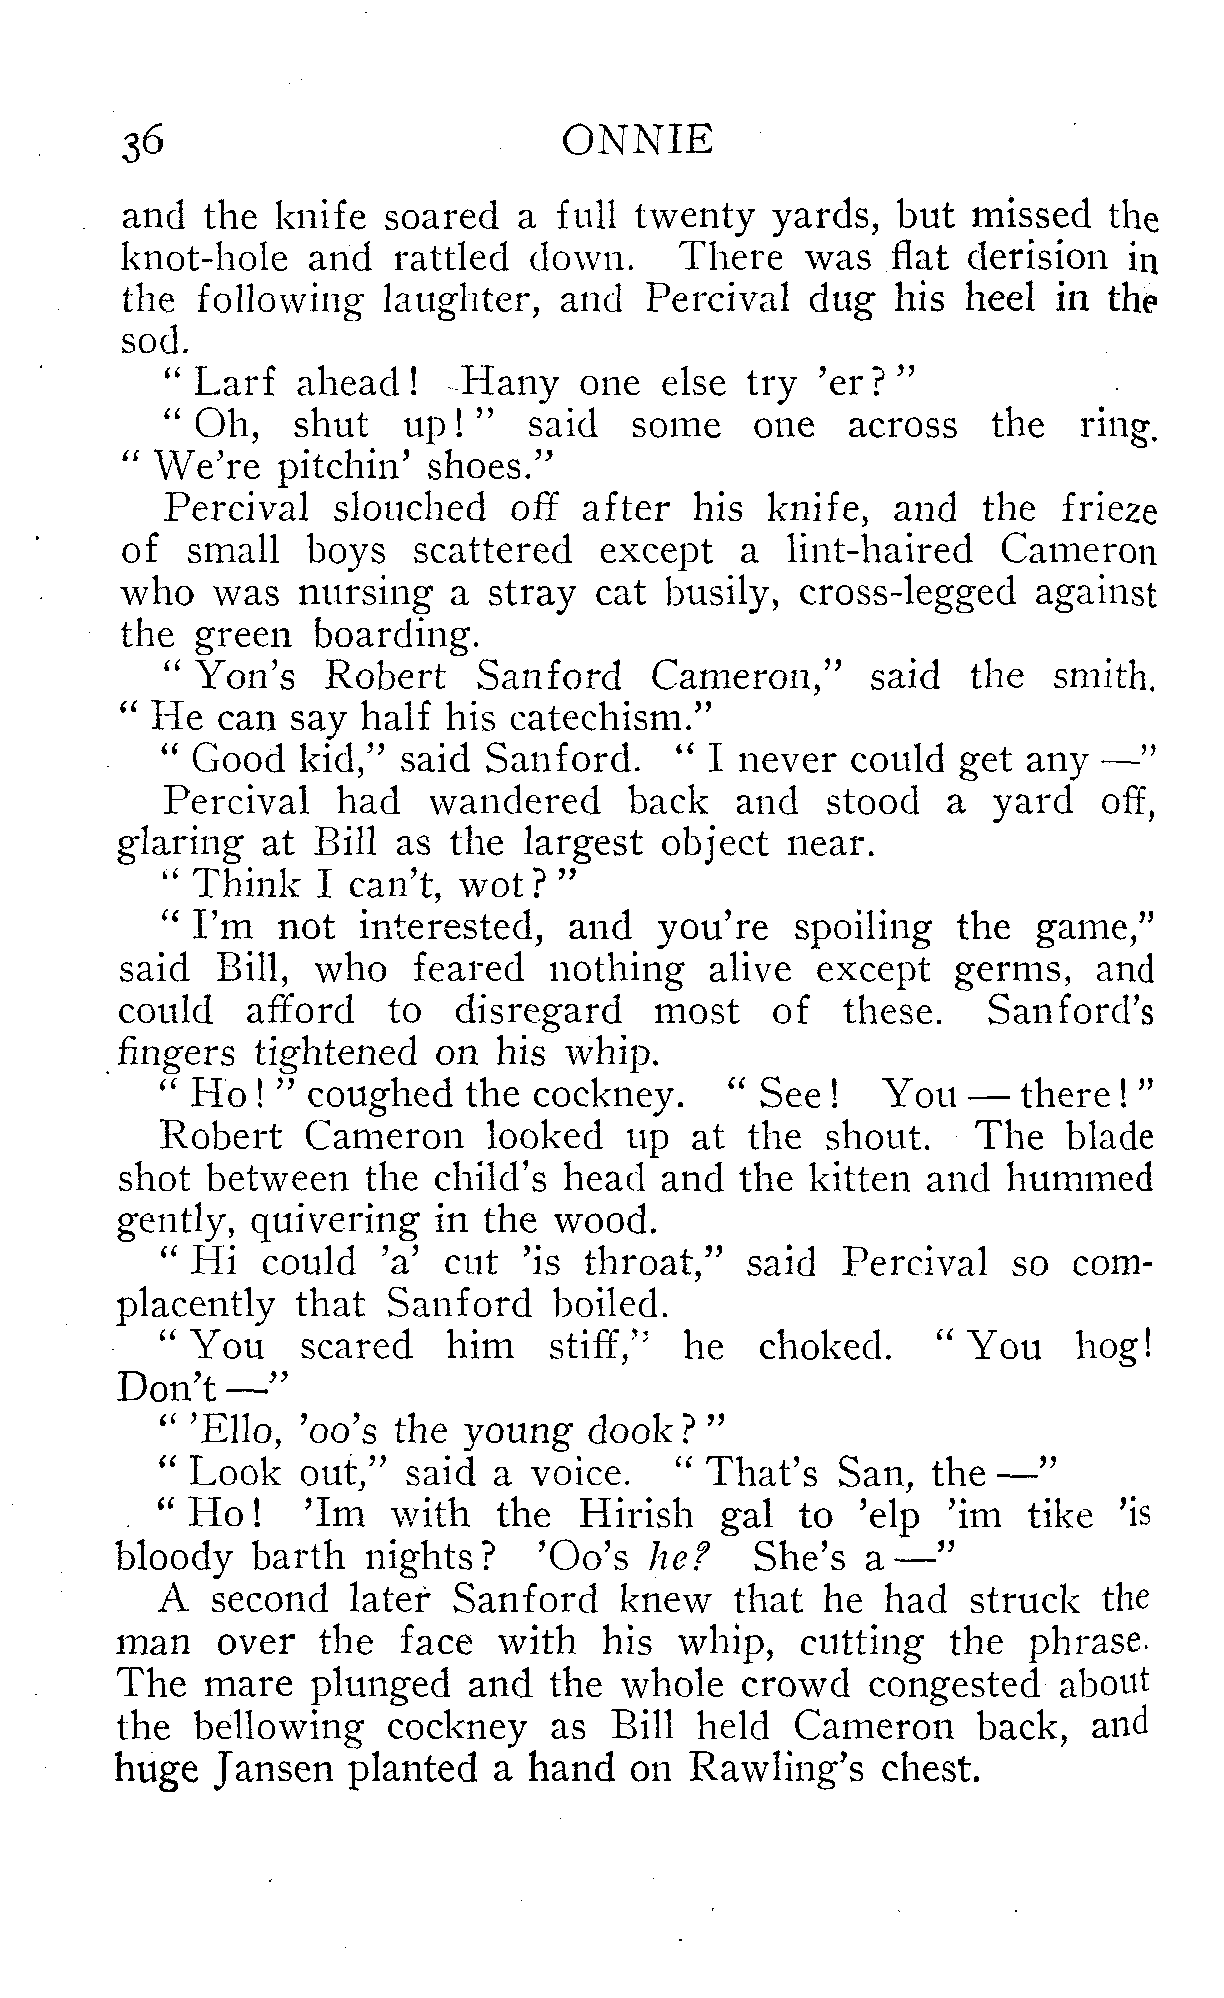 36 ONNIE
and the knife soared a full twenty yards, but missed the
knot-hole and rattled down. There was flat derision in
the following laughter, and Percival dug his heel in the
sod.
“ Larf ahead! Hany one else try ’er? ”
“ Oh, shut up! ” said some one across the ring.
“ We’re pitchin’ shoes.”
Percival slouched off after his knife, and the frieze
of small boys scattered except a lint-haired Cameron
who was nursing a stray cat busily, cross-legged against
the green boarding.
“ Yon’s Robert Sanford Cameron,” said the smith.
“ He can say half his catechism.”
“ Good kid,” said Sanford. “ I never could get any —”
Percival had wandered back and stood a yard off,
glaring at Bill as the largest object near.
“ Think I can’t, wot? ”
“ I’m not interested, and you’re spoiling the game,”
said Bill, who feared nothing alive except germs, and
could afford to disregard most of these. Sanford’s
fingers tightened on his whip.
“ Ho! ” coughed the cockney. “ See! You — there! ”
Robert Cameron looked up at the shout. The blade
shot between the child’s head and the kitten and hummed
gently, quivering in the wood.
“ Hi could ’a’ cut ’is throat,” said Percival so com-
placently that Sanford boiled.
“ You scared him stiff,” he choked. “ You hog!
Don’t —”
“ ’Ello, ’oo’s the young dook? ”
“ Look out,” said a voice. “ That’s San, the —”
“ Ho! ’Im with the Hirish gal to ’elp ’im tike ’is
bloody barth nights? ’Oo’s he? She’s a —”
A second later Sanford knew that he had struck the
man over the face with his whip, cutting the phrase.
The mare plunged and the whole crowd congested about
the bellowing cockney as Bill held Cameron back, and
huge Jansen planted a hand on Rawling’s chest.